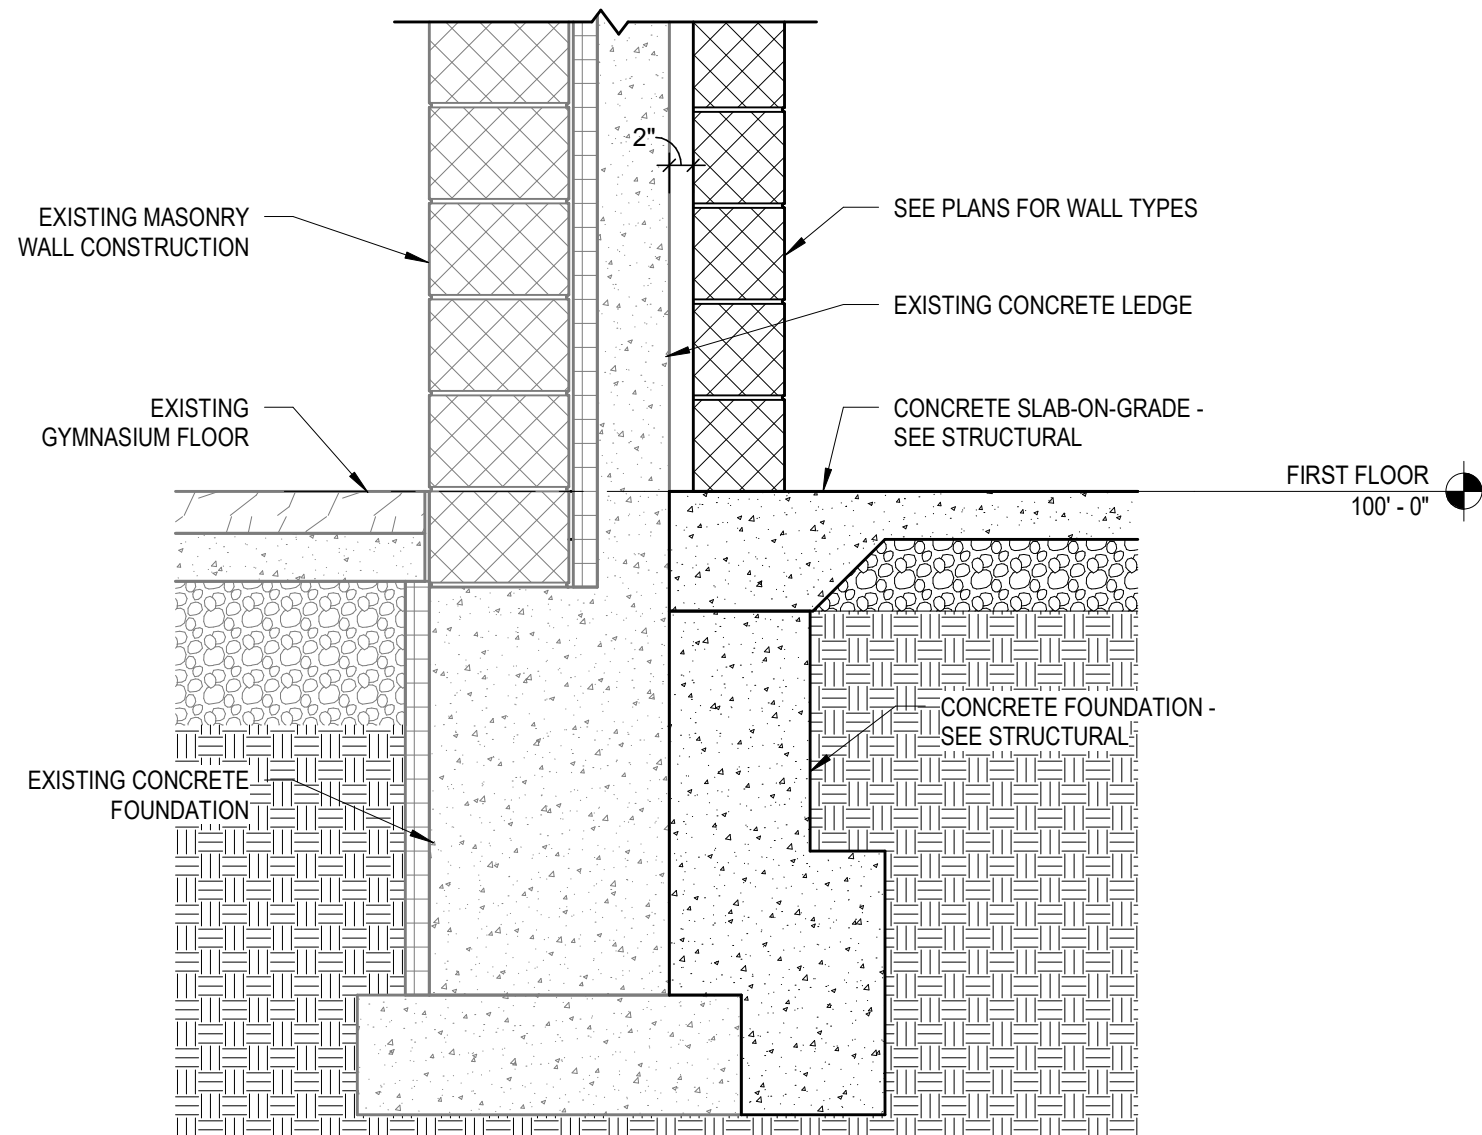 2"
EXISTING MASONRY
WALL CONSTRUCTION
SEE PLANS FOR WALL TYPES
EXISTING CONCRETE LEDGE
EXISTING
GYMNASIUM FLOOR
CONCRETE SLAB-ON-GRADE -
SEE STRUCTURAL
FIRST FLOOR
100' - 0"
CONCRETE FOUNDATION -
SEE STRUCTURAL
EXISTING CONCRETE
FOUNDATION